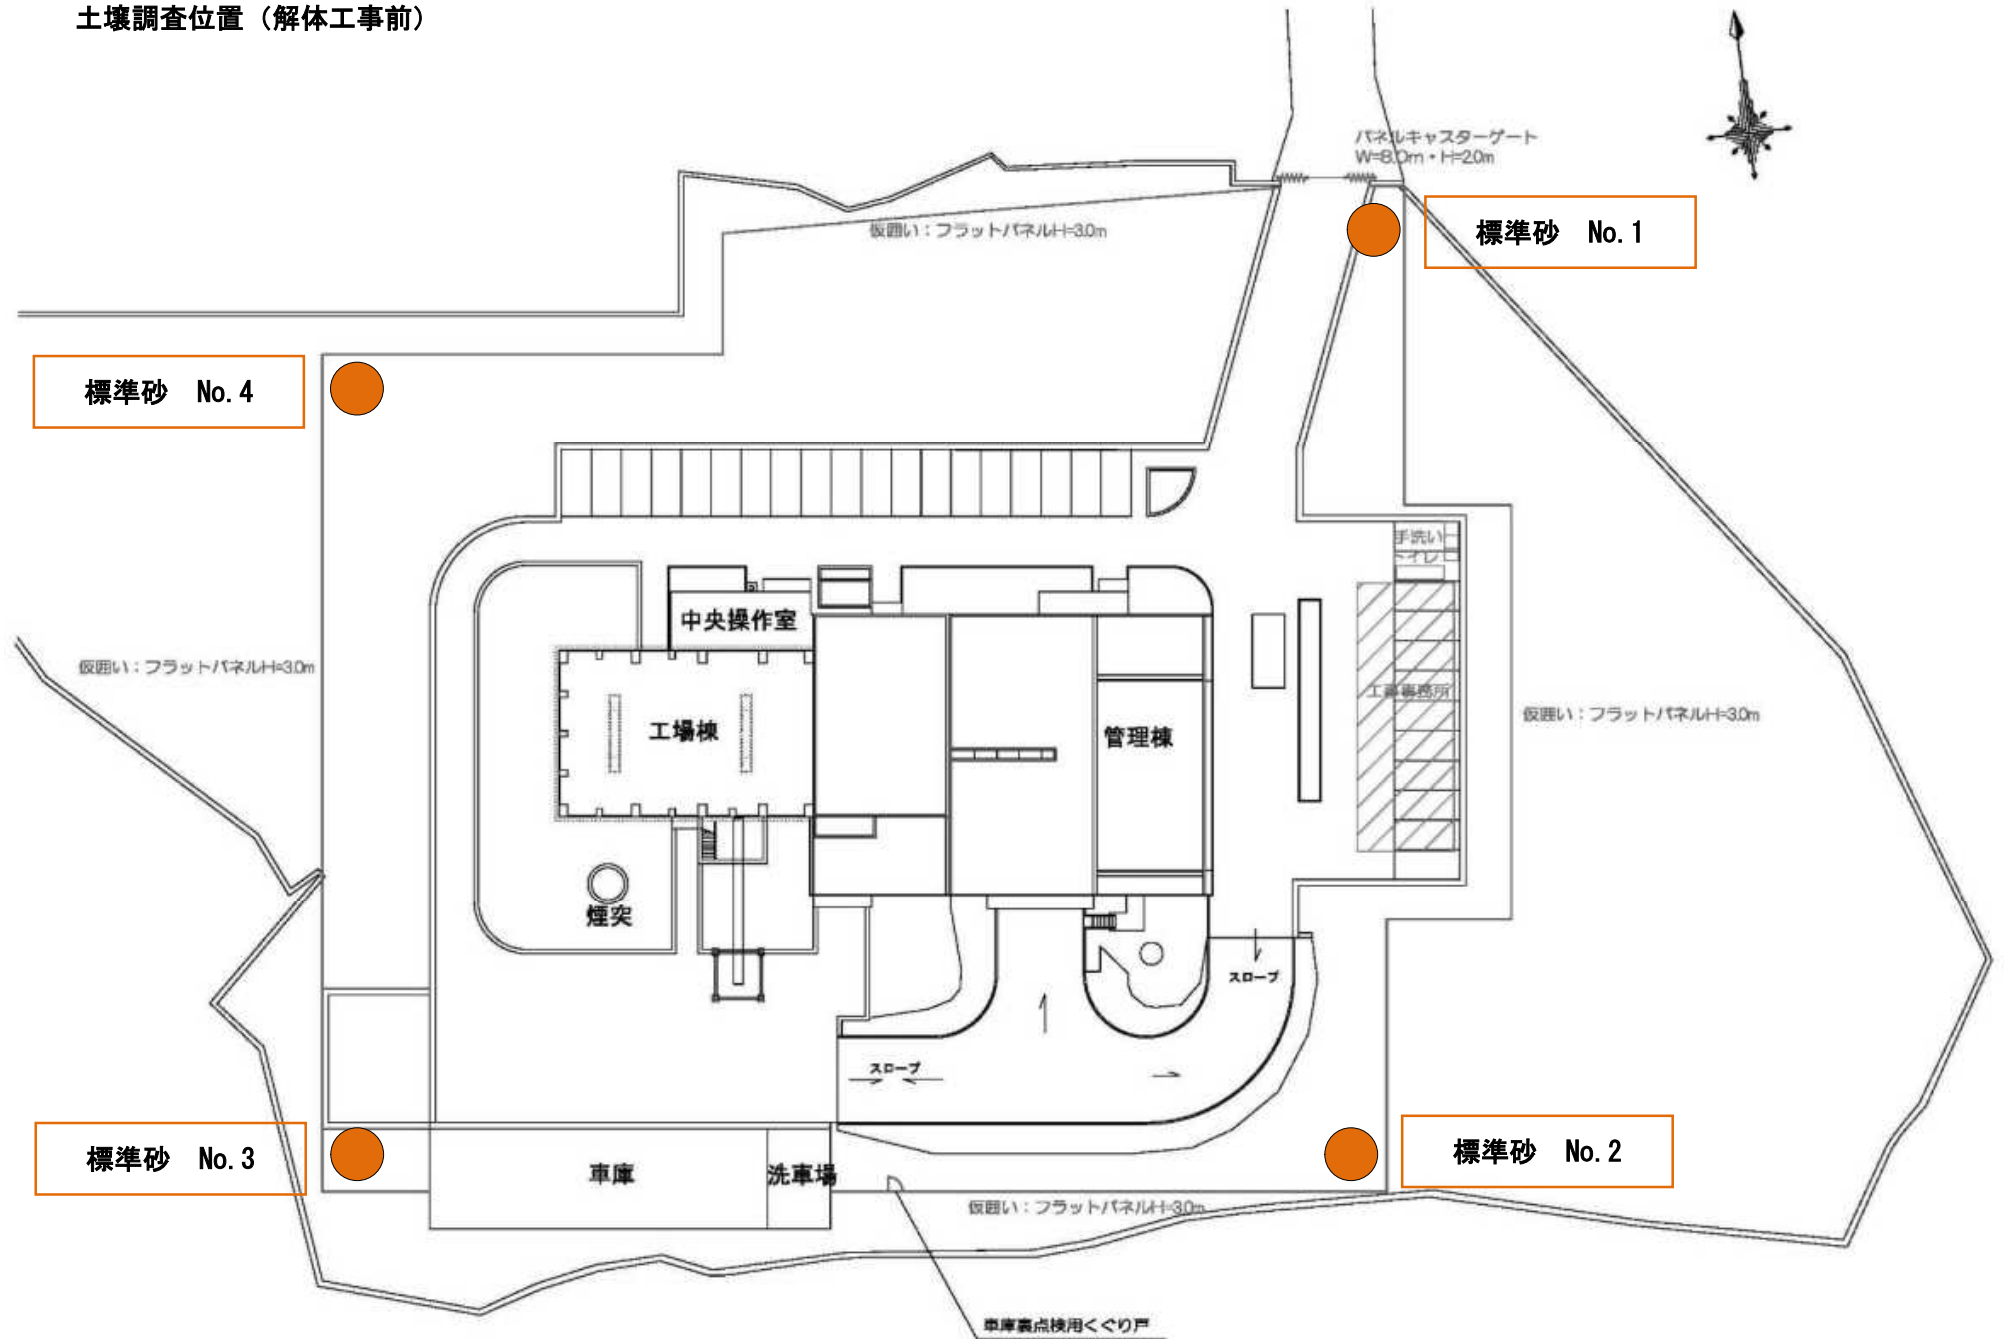 土壌調査位置（解体工事前）
パネルキャスターゲート
W=8.0m・H=2.0m
標準砂　No.1
仮囲い：フラットパネルH=3.0m
標準砂　No.4
手洗い
トイレ
中央操作室
仮囲い：フラットパネルH=3.0m
工事事務所
仮囲い：フラットパネルH=3.0m
工場棟
管理棟
煙突
スロープ
スロープ
標準砂　No.3
標準砂　No.2
車庫
洗車場
仮囲い：フラットパネルH=3.0m
車庫裏点検用くぐり戸